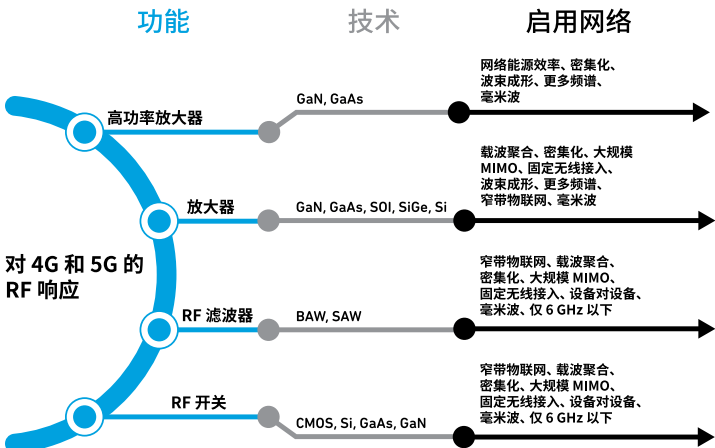 功能
技术
启用网络
对 4G 和 5G 的
RF 响应
高功率放大器
GaN, GaAs
网络能源效率、密集化、
波束成形、更多频谱、
毫米波
放大器
GaN, GaAs, SOI, SiGe, Si
载波聚合、密集化、大规模
MIMO、固定无线接入、
波束成形、更多频谱、
窄带物联网、毫米波
RF 滤波器
BAW, SAW
窄带物联网、载波聚合、
密集化、大规模 MIMO、
固定无线接入、设备对设备、
毫米波、仅 6 GHz 以下
RF 开关
CMOS, Si, GaAs, GaN
窄带物联网、载波聚合、
密集化、大规模 MIMO、
固定无线接入、设备对设备、
毫米波、仅 6 GHz 以下